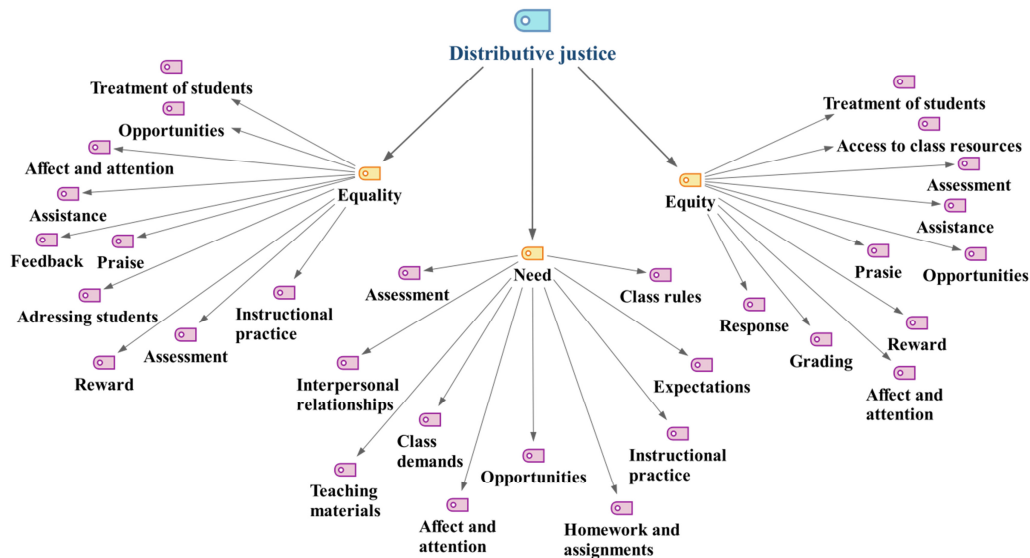 Distributive justice
Treatment of students
Opportunities
Affect and attention
Equality
Assistance
Feedback
Praise
Adressing students
Instructional
practice
Assessment
Reward
Need
Assessment
Class rules
Interpersonal
relationships
Expectations
Class
demands
Instructional
practice
Teaching
materials
Opportunities
Affect and
attention
Homework and
assignments
Equity
Treatment of students
Access to class resources
Assessment
Assistance
Prasie
Opportunities
Response
Grading
Reward
Affect and
attention